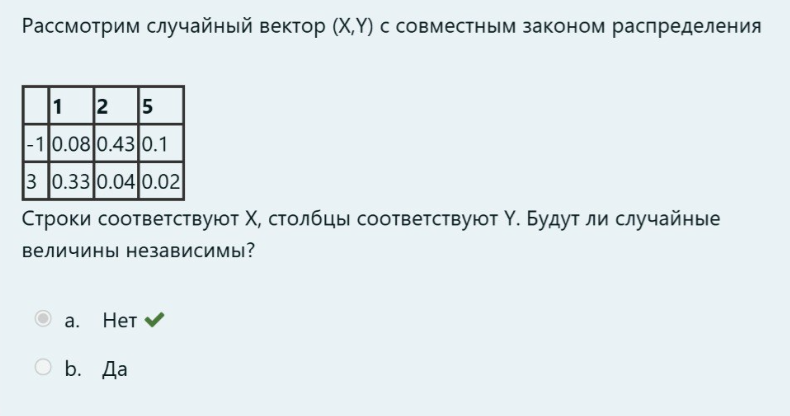 Рассмотрим случайный вектор (X,Y) с совместным законом распределения
1 2 5
-1 0.08 0.43 0.1
3 0.33 0.04 0.02
Строки соответствуют X, столбцы соответствуют Y. Будут ли случайные
величины независимы?
a. Нет
b. Да